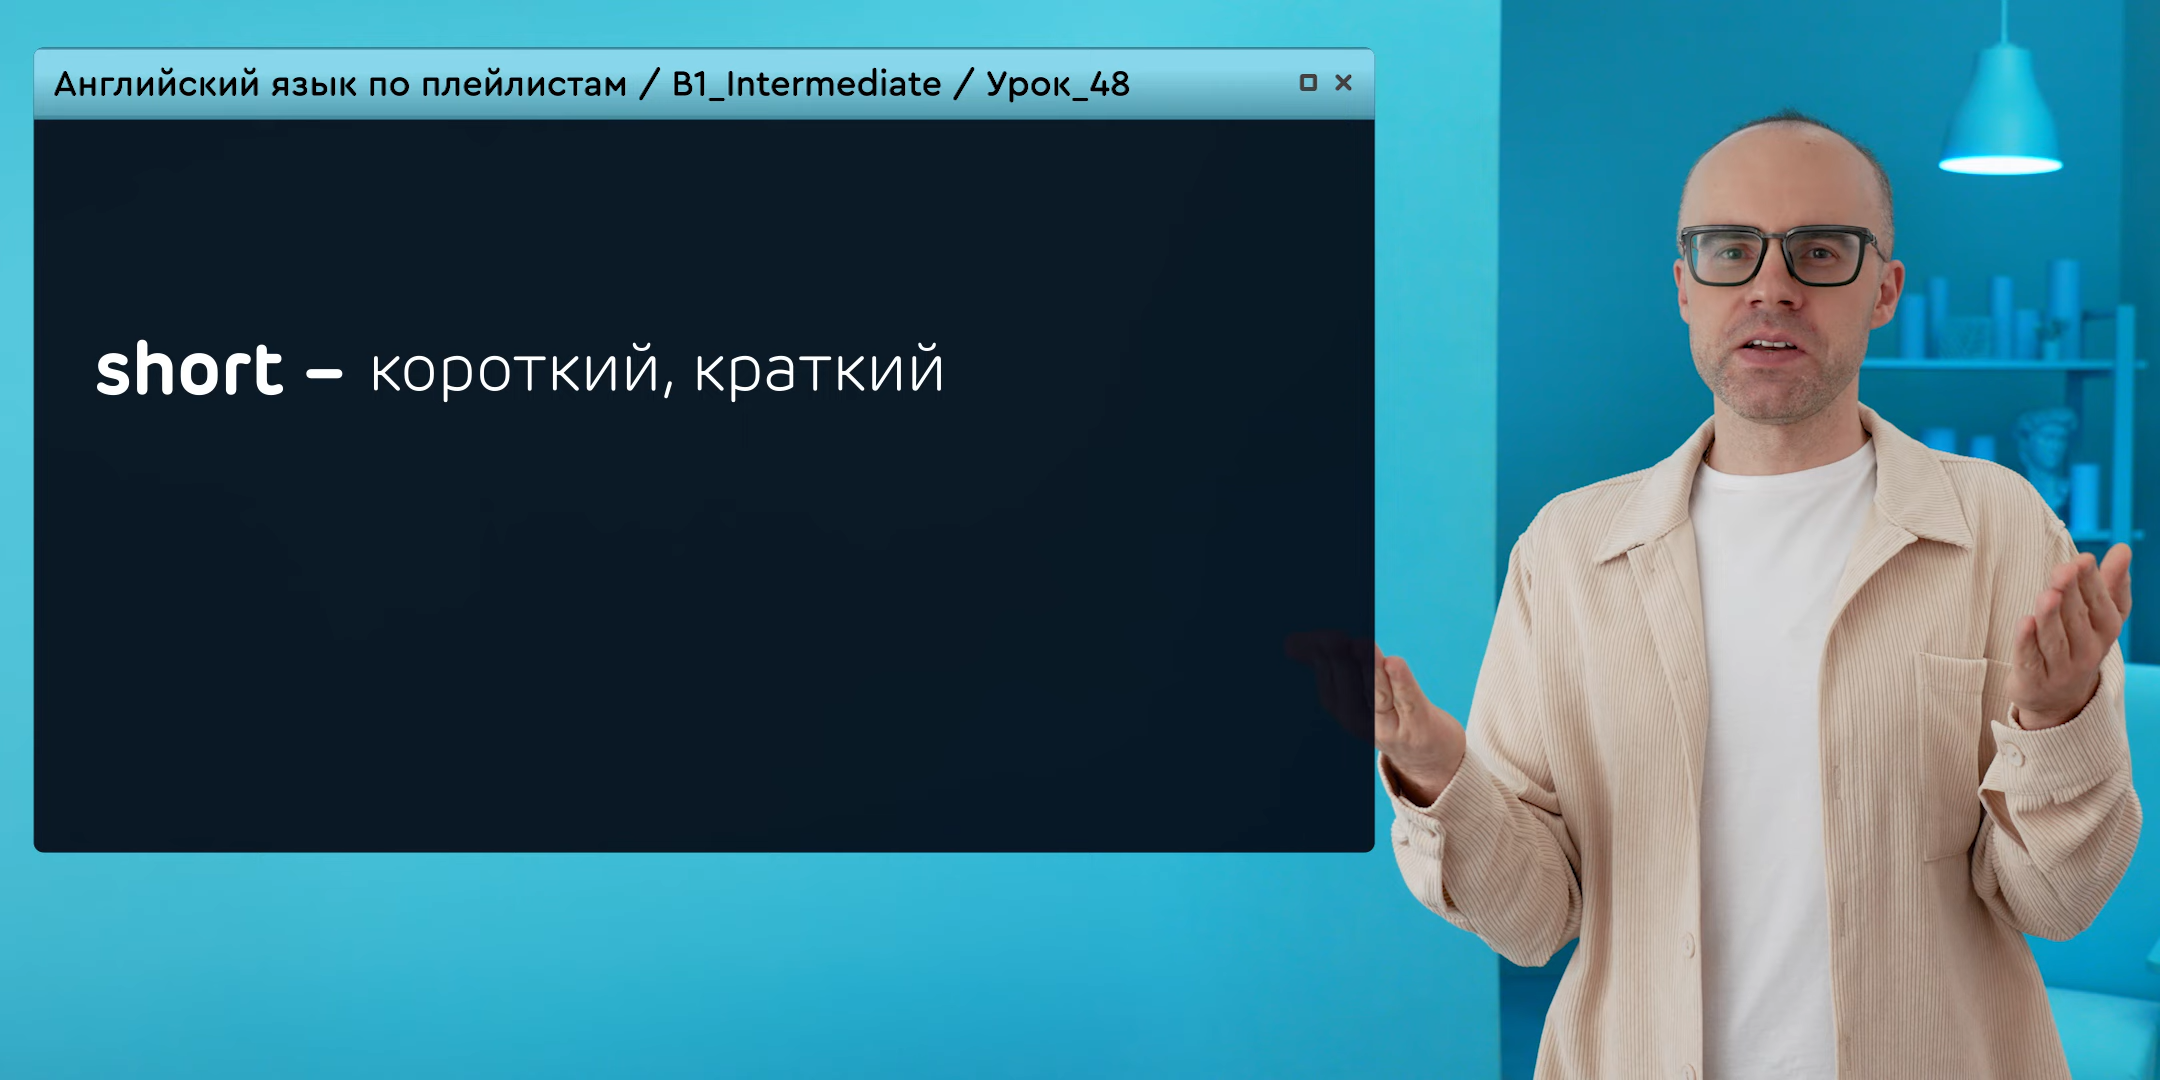 Английский язык по плейлистам / B1_Intermediate / Урок_48
short – короткий, краткий